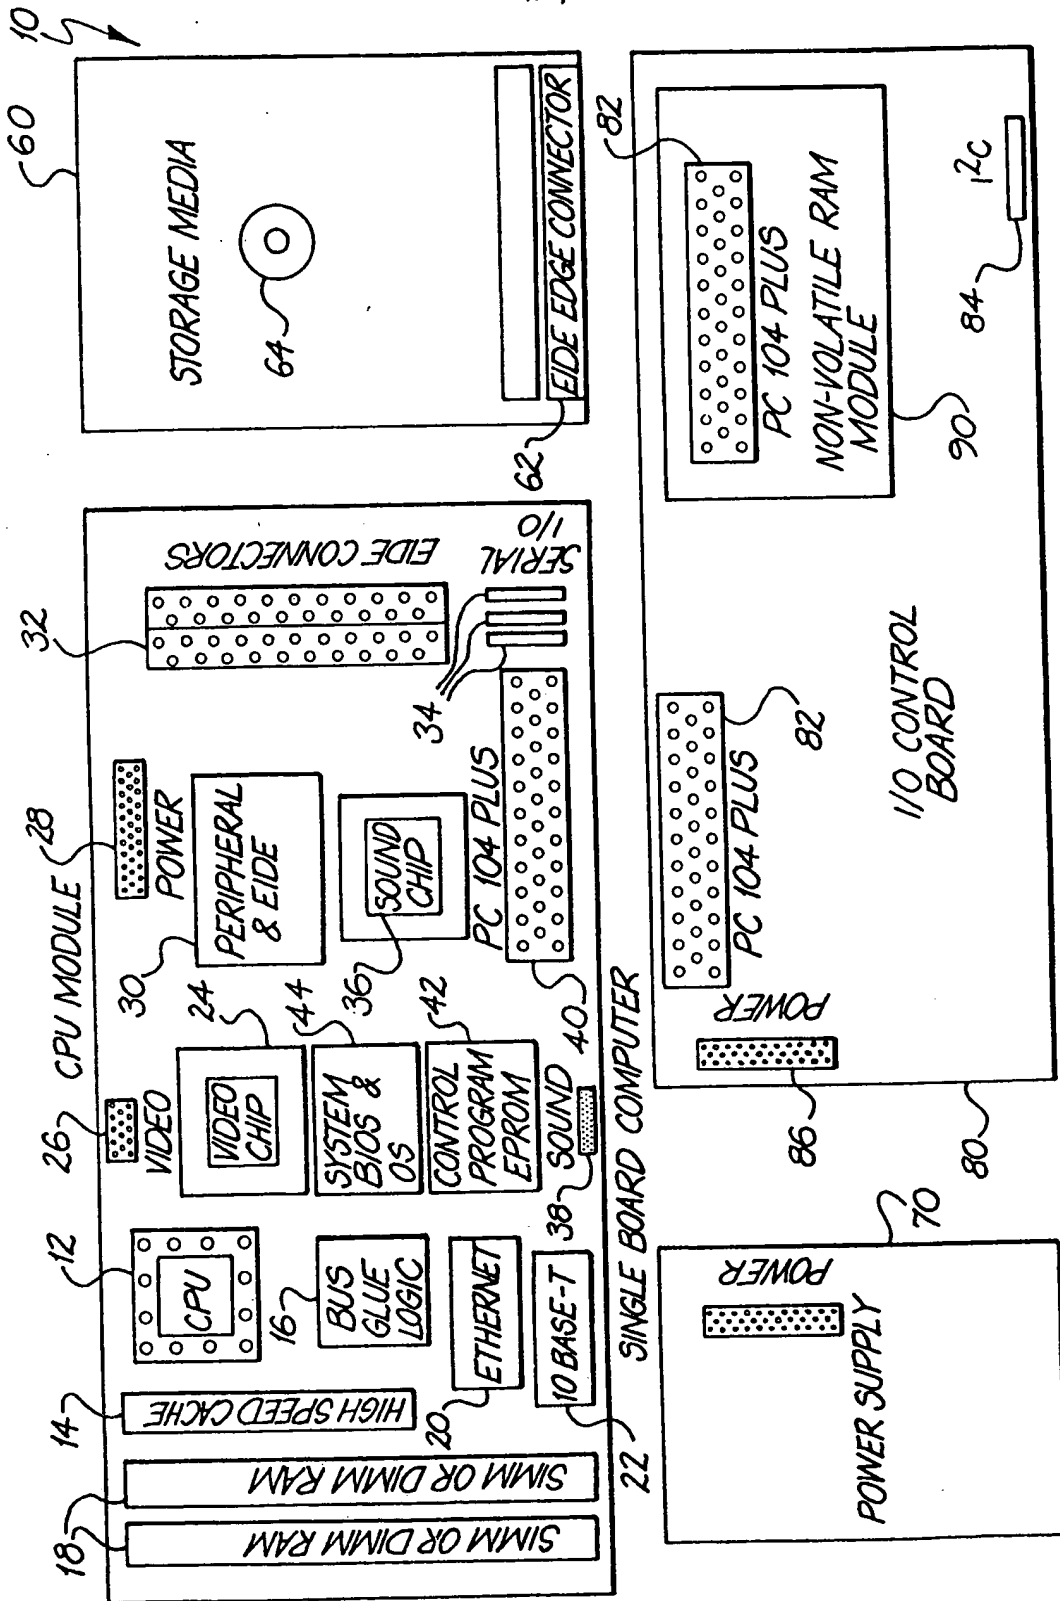 10
60
STORAGE MEDIA
64
EIDE EDGE CONNECTOR
62
CPU MODULE
18
SIMM OR DIMM RAM
SIMM OR DIMM RAM
14
HIGH SPEED CACHE
12
CPU
16
BUS
GLUE
LOGIC
20
ETHERNET
22
10 BASE-T
26
VIDEO
24
VIDEO
CHIP
44
SYSTEM
BIOS &
OS
42
CONTROL
PROGRAM
EPROM
38
SOUND
28
POWER
30
PERIPHERAL
& EIDE
36
SOUND
CHIP
40
PC 104 PLUS
32
EIDE CONNECTORS
34
SERIAL
I/O
SINGLE BOARD COMPUTER
70
POWER
POWER SUPPLY
80
86
POWER
82
PC 104 PLUS
I/O CONTROL
BOARD
82
PC 104 PLUS
NON-VOLATILE RAM
MODULE
90
84
I2C